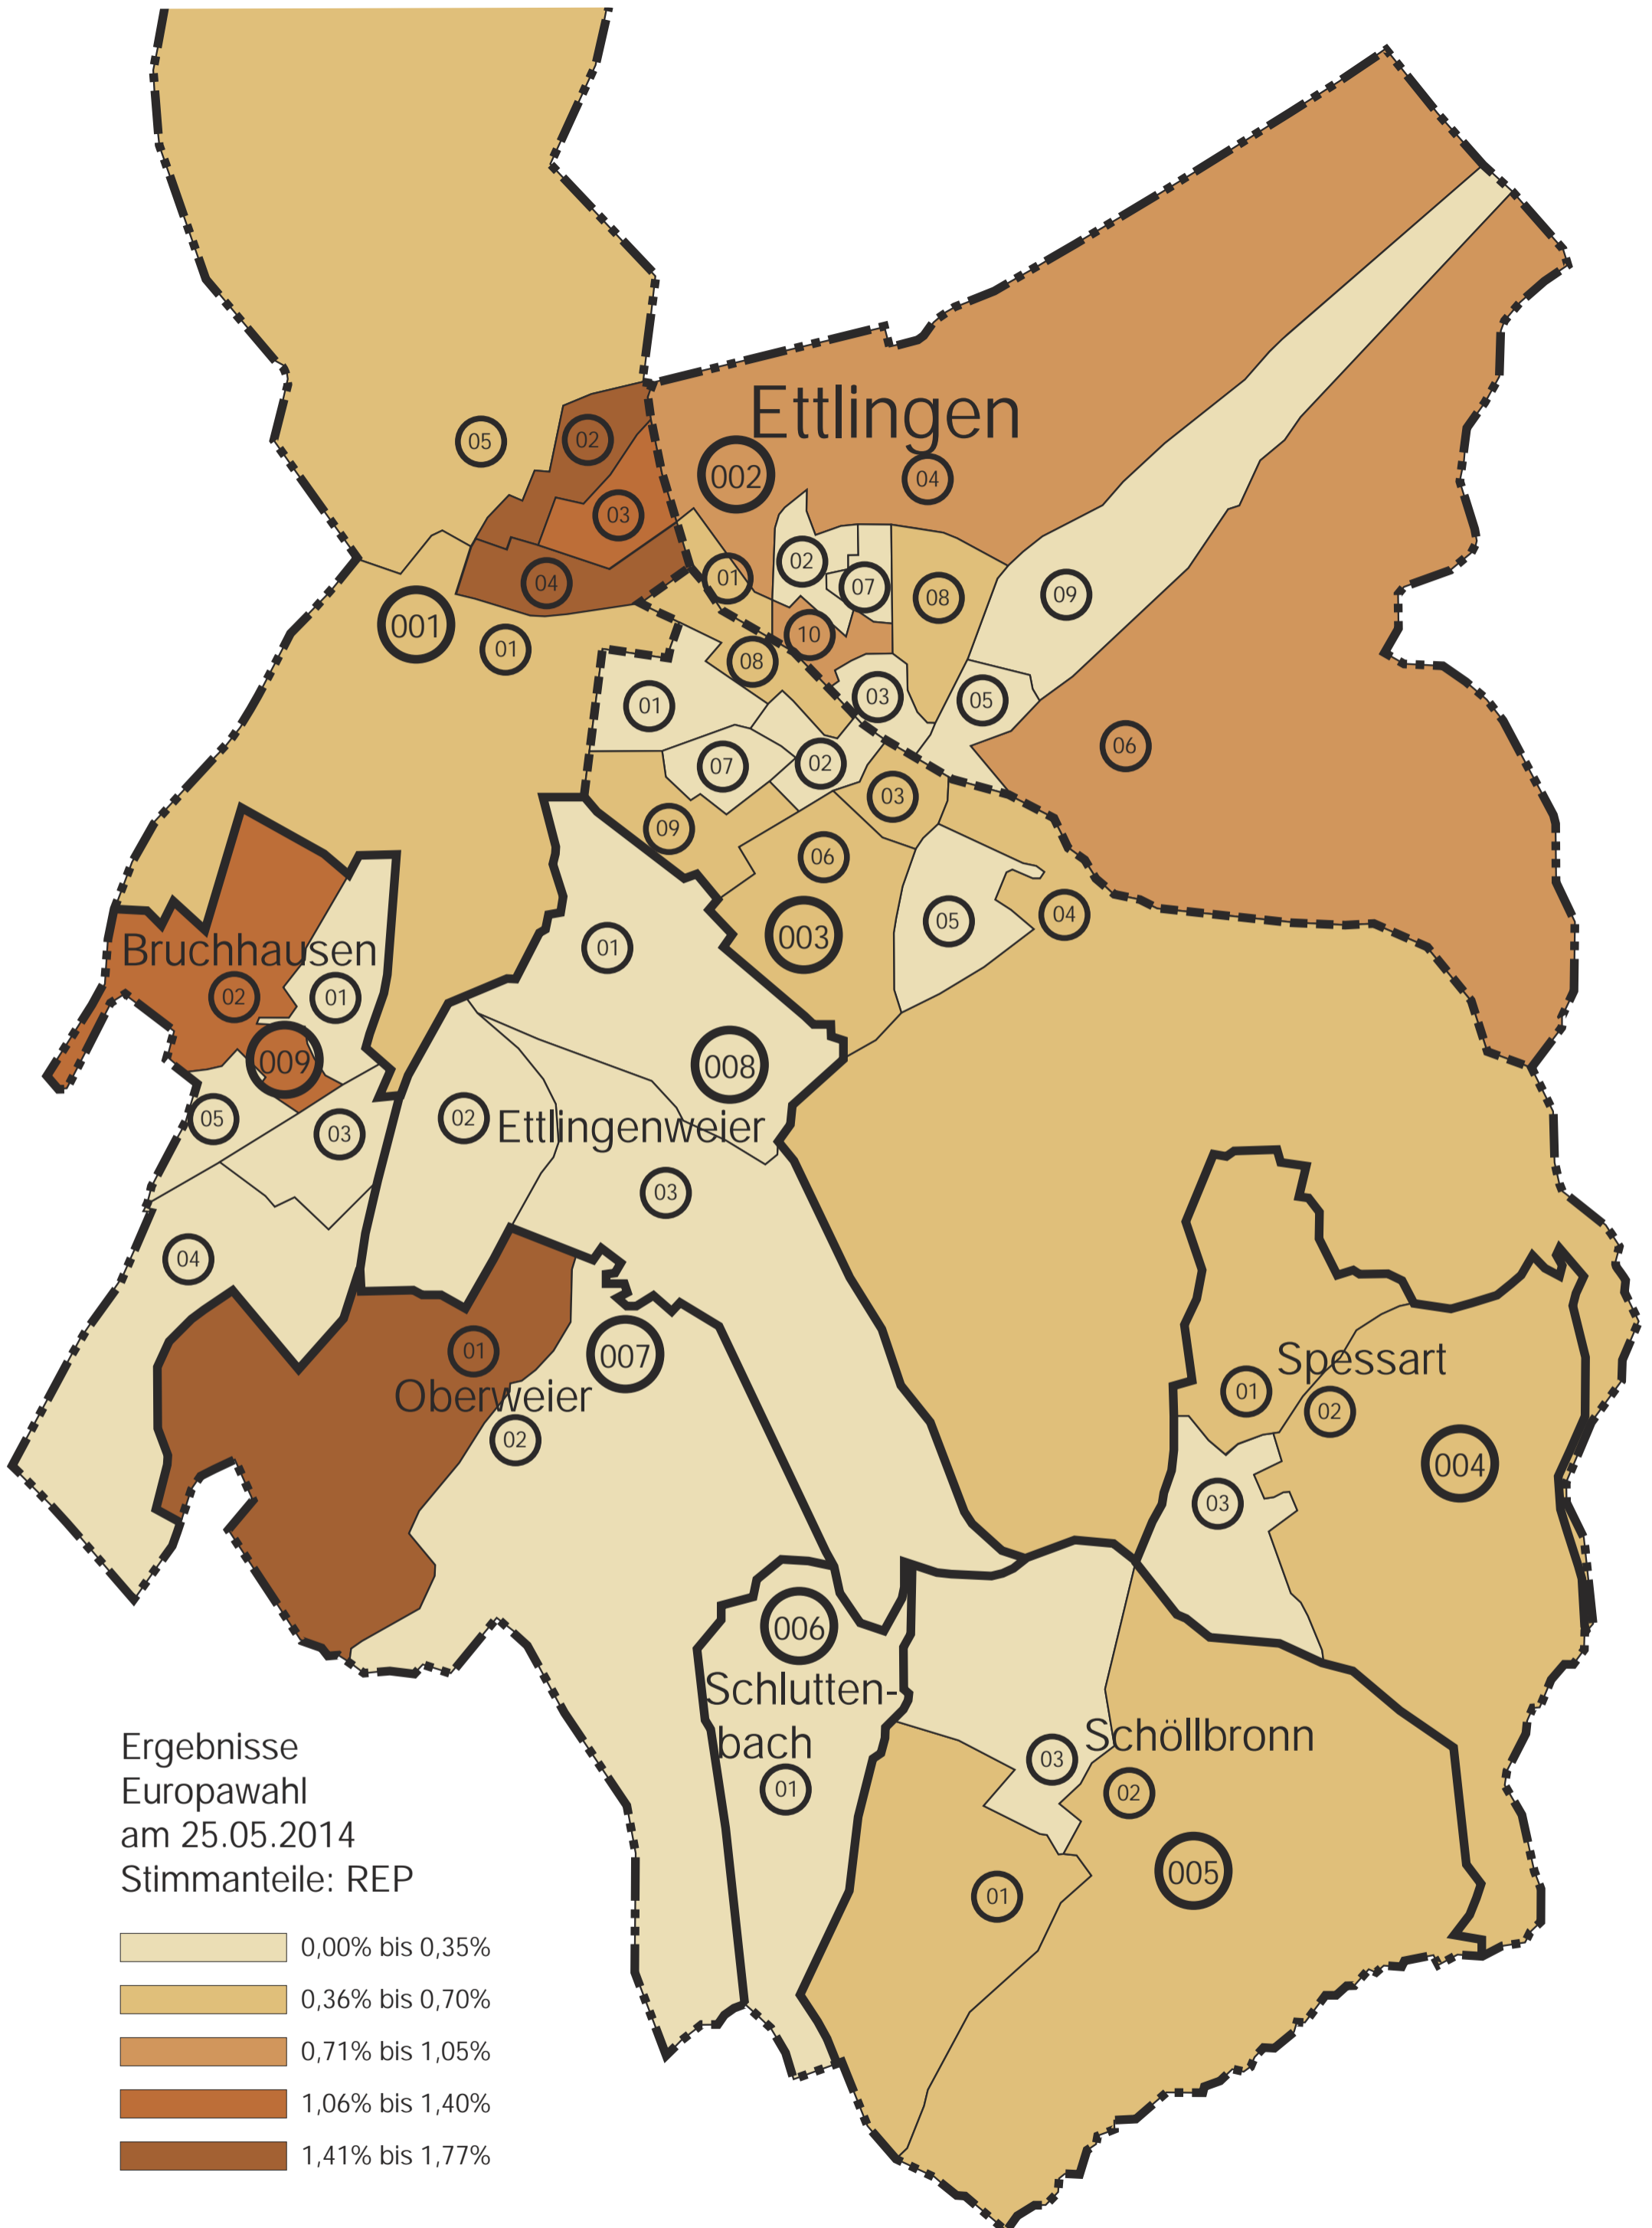 Ettlingen
05
02
002
04
03
02
01
07
04
08
09
001
10
01
08
03
05
01
06
07
02
03
09
06
04
05
003
Bruchhausen
01
02
01
009
008
02
05
Ettlingenweier
03
03
04
01
007
Spessart
01
Oberweier
02
02
004
03
006
Schlutten-
bach
Schöllbronn
03
01
02
005
01
Ergebnisse
Europawahl
am 25.05.2014
Stimmanteile: REP
0,00% bis 0,35%
0,36% bis 0,70%
0,71% bis 1,05%
1,06% bis 1,40%
1,41% bis 1,77%